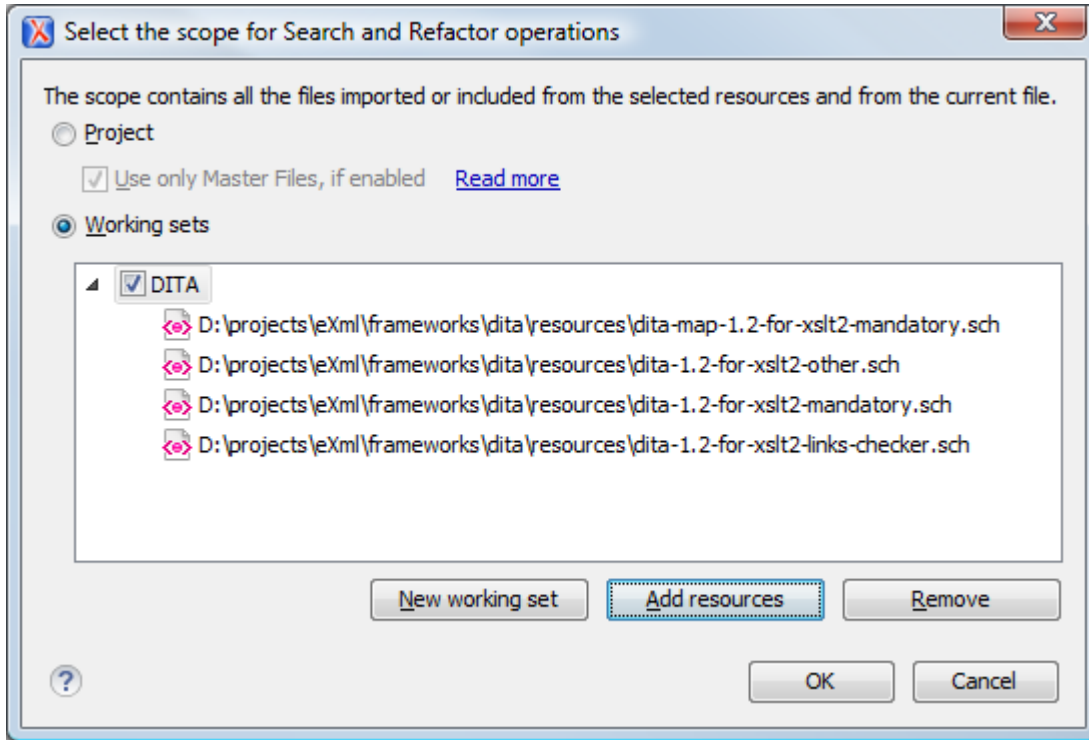 Select the scope for Search and Refactor operations
The scope contains all the files imported or included from the selected resources and from the current file.
Project
Use only Master Files, if enabled Read more
Working sets
DITA
D:\projects\eXml\frameworks\dita\resources\dita-map-1.2-for-xslt2-mandatory.sch
D:\projects\eXml\frameworks\dita\resources\dita-1.2-for-xslt2-other.sch
D:\projects\eXml\frameworks\dita\resources\dita-1.2-for-xslt2-mandatory.sch
D:\projects\eXml\frameworks\dita\resources\dita-1.2-for-xslt2-links-checker.sch
New working set Add resources Remove
? OK Cancel